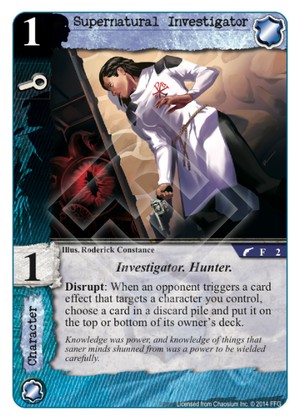 1
Supernatural Investigator
Illus. Roderick Constance
F 2
1
Character
Investigator. Hunter.
Disrupt: When an opponent triggers a card
effect that targets a character you control,
choose a card in a discard pile and put it
on the top or bottom of its owner's deck.
Knowledge was power, and knowledge of things that
saner minds shunned from was a power to be wielded
carefully.
Licensed from Chaosium Inc. © 2014 FFG